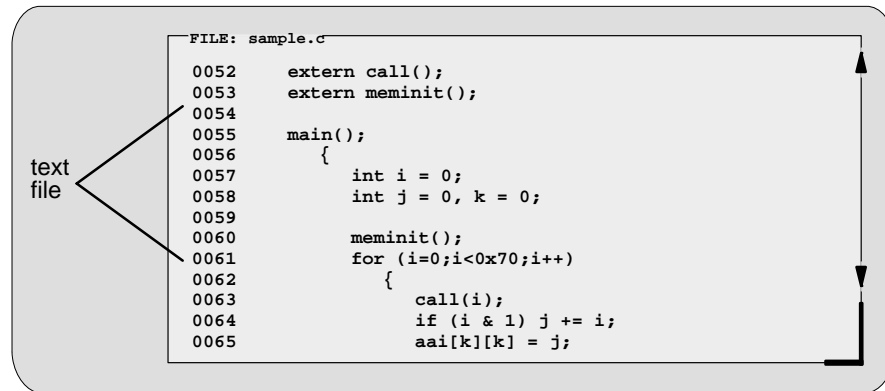 FILE: sample.c
0052 extern call();
0053 extern meminit();
0054
0055 main();
0056 {
0057 int i = 0;
0058 int j = 0, k = 0;
0059
0060 meminit();
0061 for (i=0;i<0x70;i++)
0062 {
0063 call(i);
0064 if (i & 1) j += i;
0065 aai[k][k] = j;
text
file